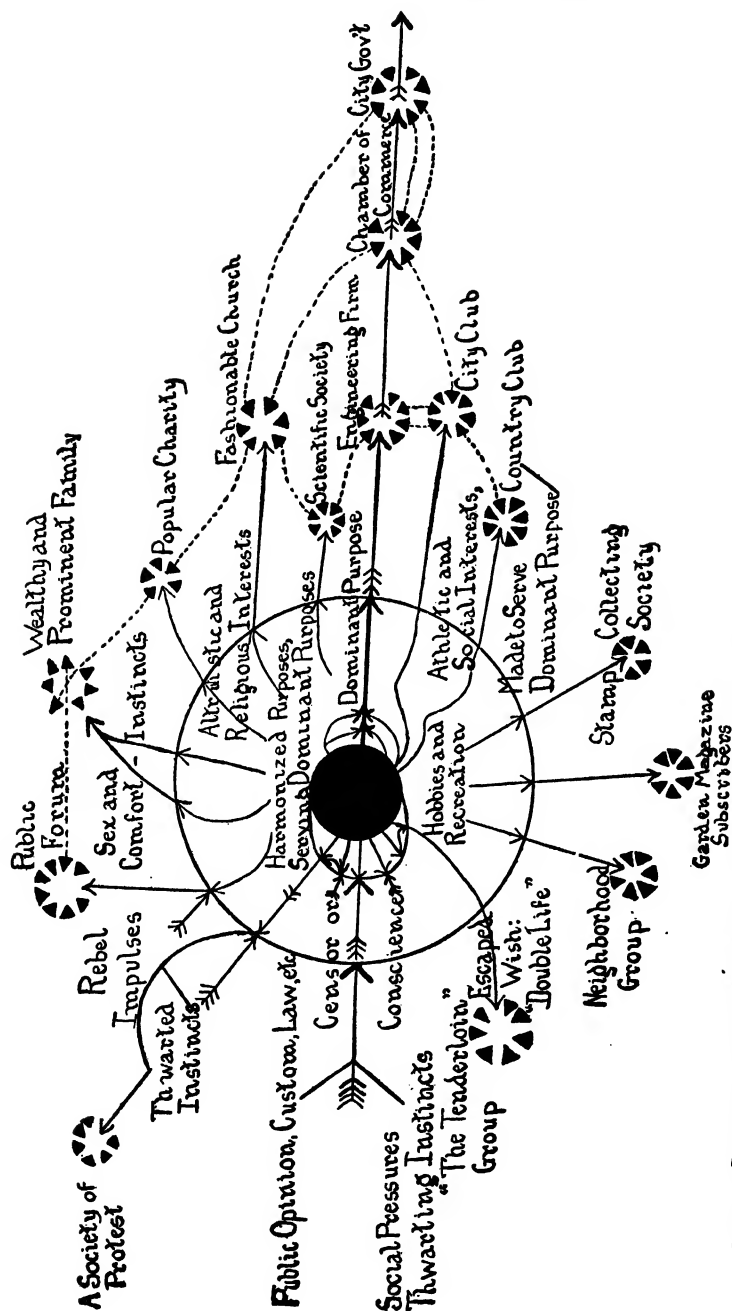 A Society of
Protest
Thwarted
Instincts
Rebel
Impulses
Public
Forum
Sex and
Comfort - Instincts
Wealthy and
Prominent Family
Popular Charity
Altruistic and
Religious Interests
Fashionable Church
Harmonized Purposes,
Serving Dominant Purposes
Scientific Society
Dominant Purpose
Engineering Firm
Chamber of
Commerc
City Gov't
Public Opinion, Custom, Law, etc.
Censor or
"Conscience"
Social Pressures
Thwarting Instincts
Athletic and
Social Interests,
City Club
Country Club
Made to Serve
Dominant Purpose
Hobbies and
Recreation
Stamp Collecting
Society
Garden Magazine
Subscribers
Neighborhood
Group
Escaped
Wish:
"Double Life"
"The Tenderloin"
Group